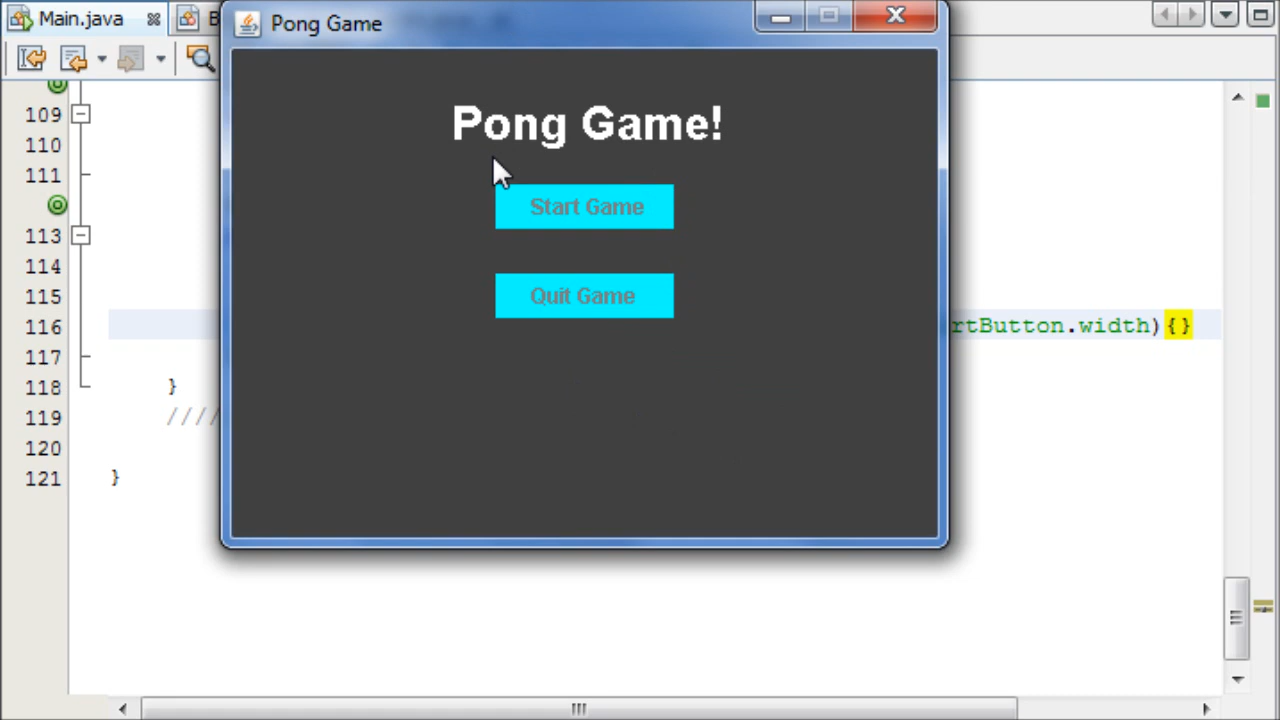 Main.java
Pong Game
109
110
111
113
114
115
116 rtButton.width){}
117
118 }
119 ////
120
121 }
Pong Game!
Start Game
Quit Game